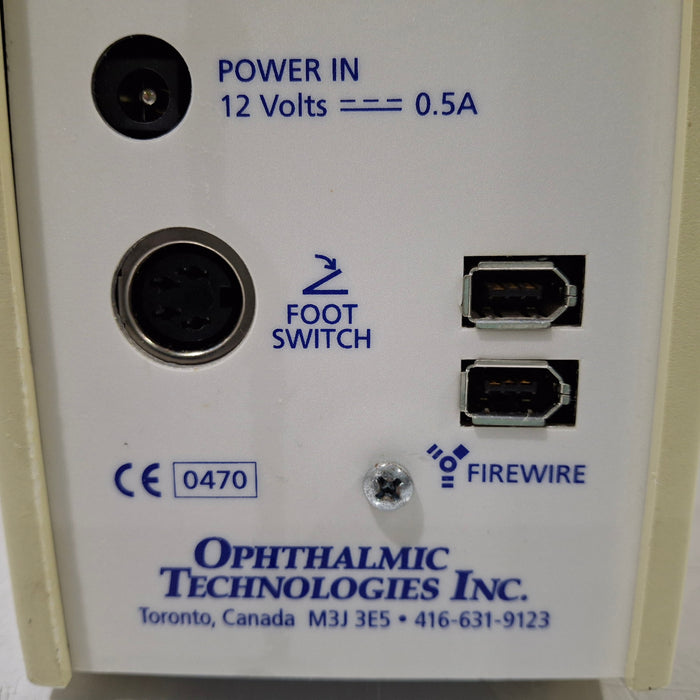 POWER IN
12 Volts ⎓ 0.5A
FOOT
SWITCH
CE 0470
FIREWIRE
OPHTHALMIC
TECHNOLOGIES INC.
Toronto, Canada M3J 3E5 • 416-631-9123